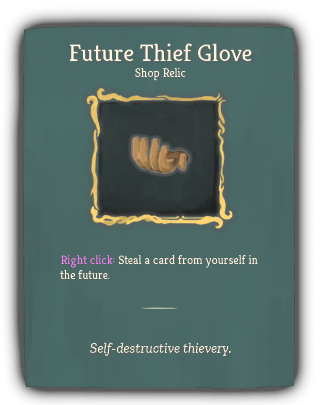 Future Thief Glove
Shop Relic
Right click: Steal a card from yourself in
the future.
Self-destructive thievery.